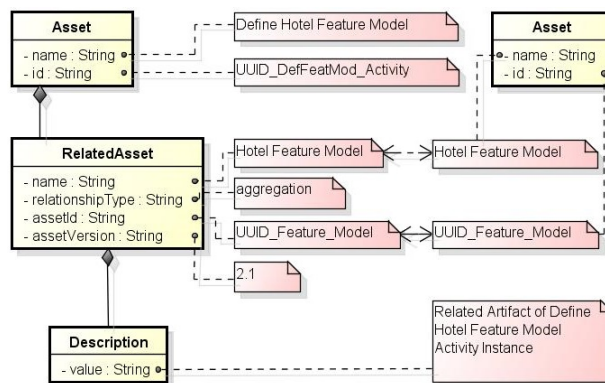 Asset
- name : String
- id : String
Define Hotel Feature Model
UUID_DefFeatMod_Activity
Asset
- name : String
- id : String
RelatedAsset
- name : String
- relationshipType : String
- assetId : String
- assetVersion : String
Hotel Feature Model
Hotel Feature Model
aggregation
UUID_Feature_Model
UUID_Feature_Model
2.1
Description
- value : String
Related Artifact of Define
Hotel Feature Model
Activity Instance